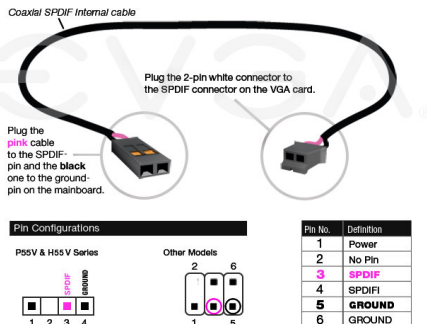 Coaxial SPDIF Internal cable
EVGA
Plug the 2-pin white connector to
the SPDIF connector on the VGA card.
Plug the
pink cable
to the SPDIF-
pin and the black
one to the ground-
pin on the mainboard.
Pin Configurations
P55V & H55V Series
SPDIF
GROUND
1 2 3 4
Other Models
2 6
1 5
Pin No. Definition
1 Power
2 No Pin
3 SPDIF
4 SPDIFI
5 GROUND
6 GROUND